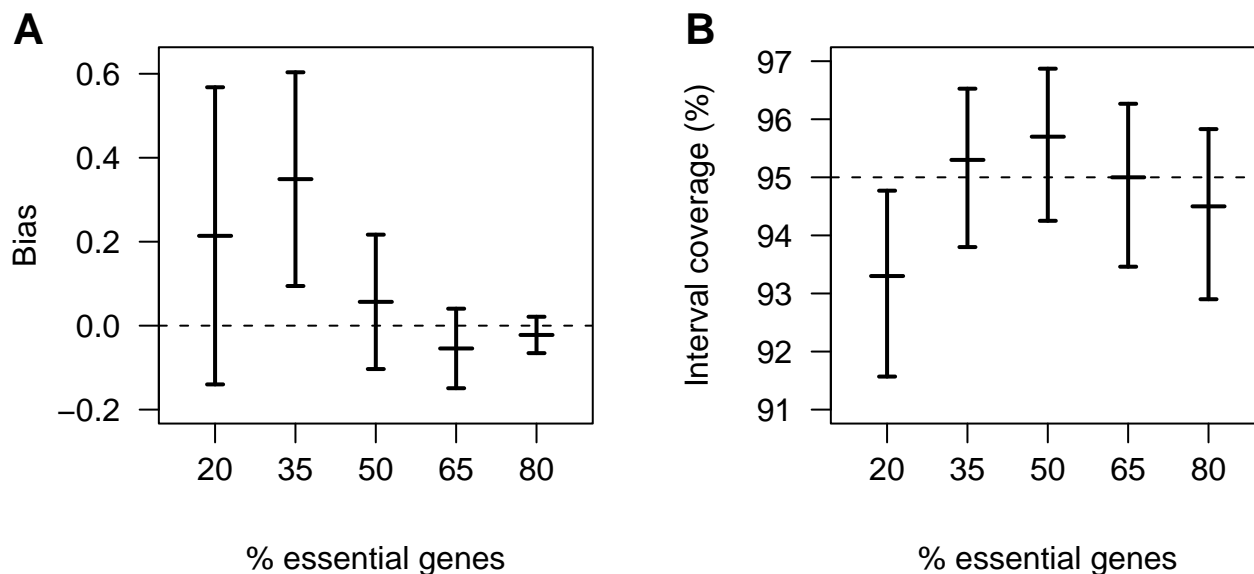 A
Bias
0.6
0.4
0.2
0.0
−0.2
20 35 50 65 80
% essential genes
B
Interval coverage (%)
97
96
95
94
93
92
91
20 35 50 65 80
% essential genes